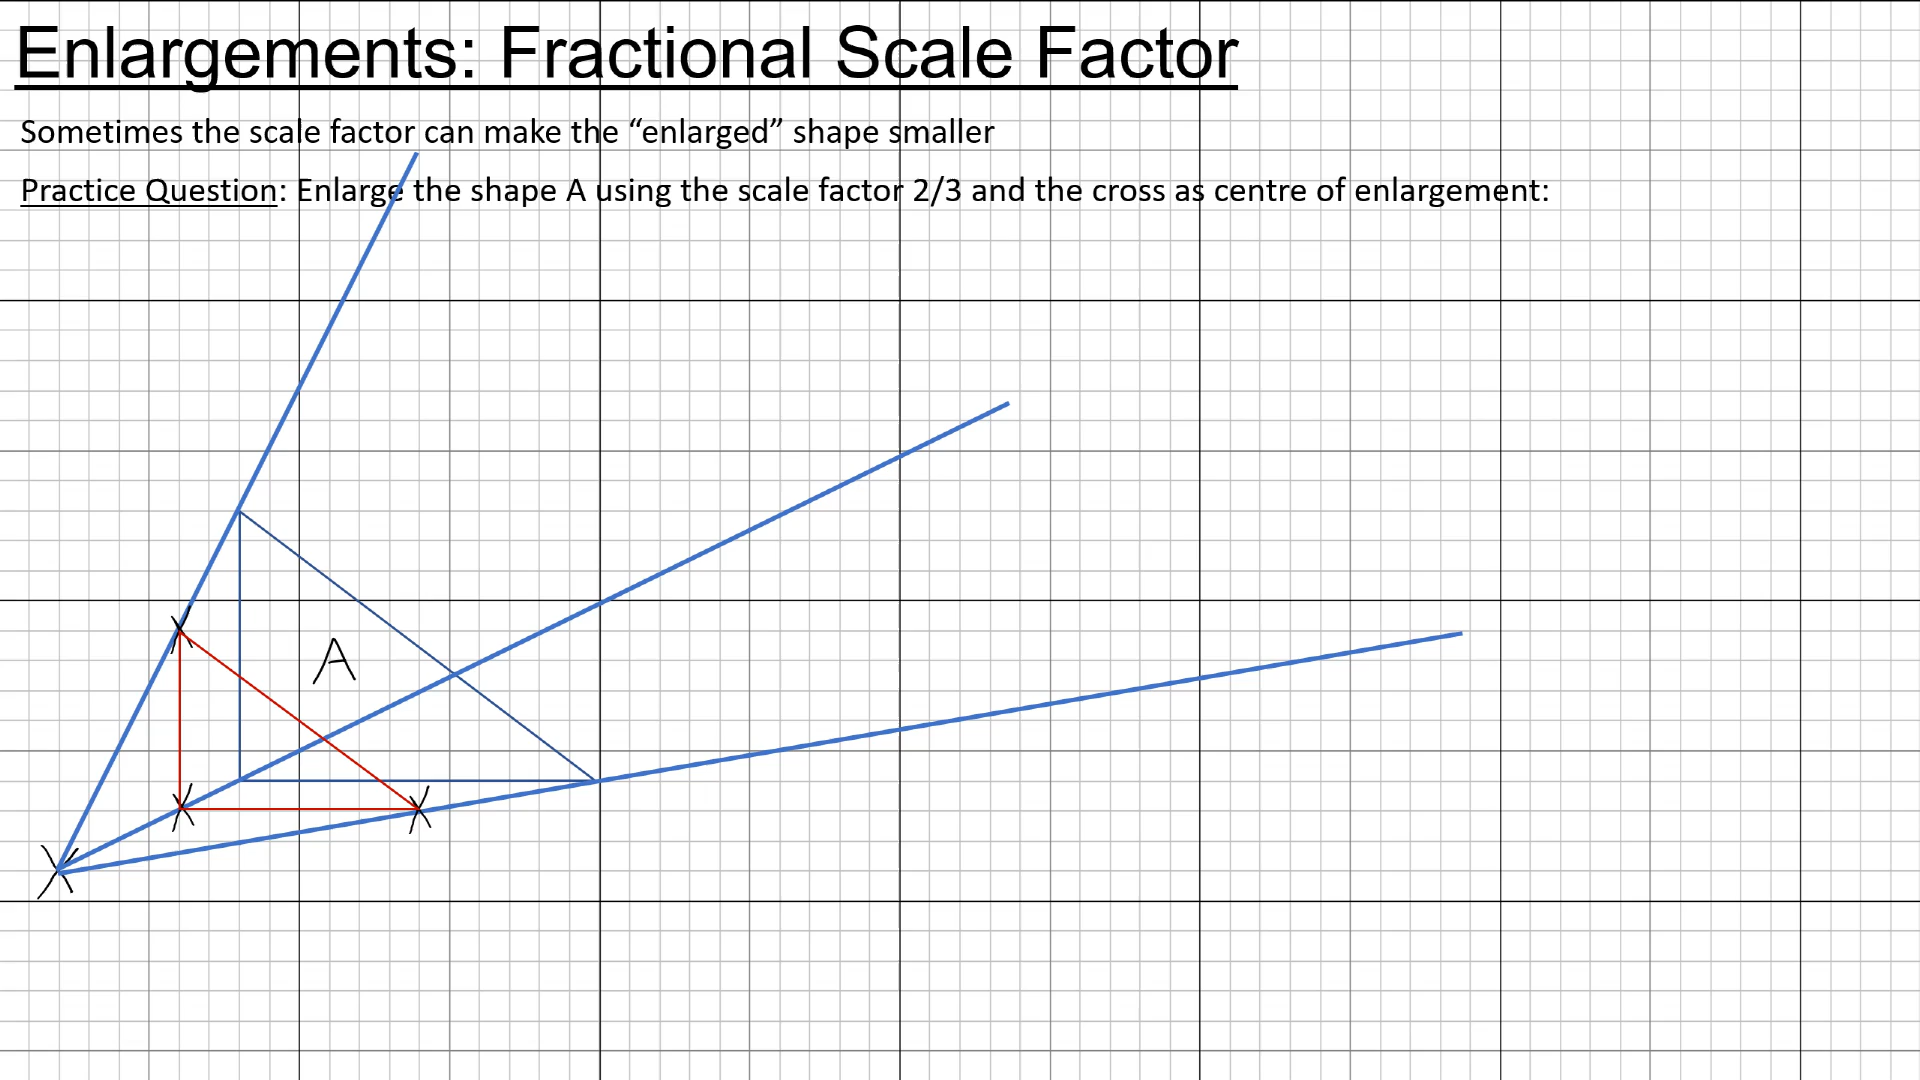 Enlargements: Fractional Scale Factor
Sometimes the scale factor can make the “enlarged” shape smaller
Practice Question: Enlarge the shape A using the scale factor 2/3 and the cross as centre of enlargement:
A